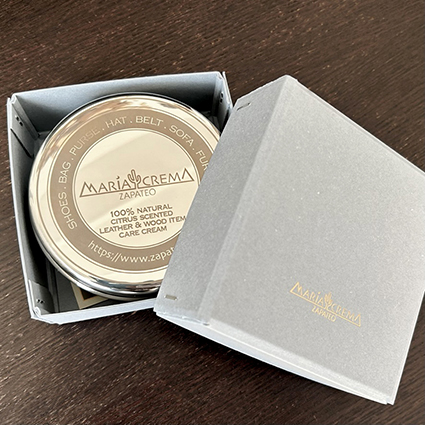 SHOES . BAG . PURSE . HAT . BELT . SOFA . FUR
MARÍA CREMA
ZAPATEO
100% NATURAL
CITRUS SCENTED
LEATHER & WOOD ITEM
CARE CREAM
https://www.zapat
MARÍA CREMA
ZAPATEO